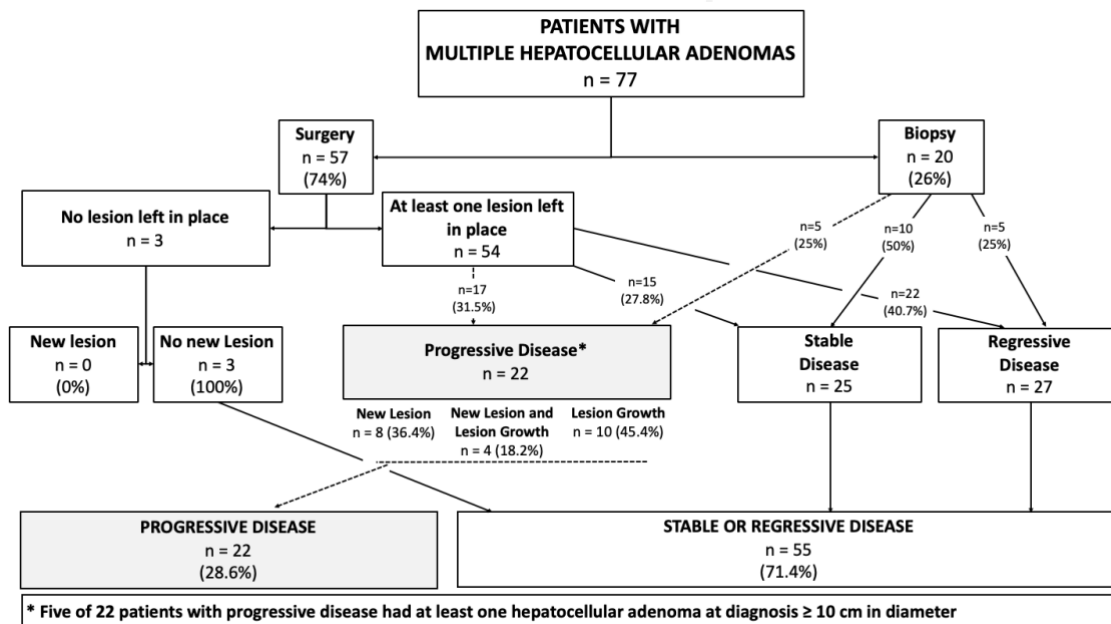 PATIENTS WITH
MULTIPLE HEPATOCELLULAR ADENOMAS
n = 77
Surgery
n = 57
(74%)
Biopsy
n = 20
(26%)
No lesion left in place
n = 3
At least one lesion left
in place
n = 54
n=5
(25%)
n=10
(50%)
n=5
(25%)
n=17
(31.5%)
n=15
(27.8%)
n=22
(40.7%)
New lesion
n = 0
(0%)
No new Lesion
n = 3
(100%)
Progressive Disease*
n = 22
Stable
Disease
n = 25
Regressive
Disease
n = 27
New Lesion
n = 8 (36.4%)
New Lesion and
Lesion Growth
n = 4 (18.2%)
Lesion Growth
n = 10 (45.4%)
PROGRESSIVE DISEASE
n = 22
(28.6%)
STABLE OR REGRESSIVE DISEASE
n = 55
(71.4%)
* Five of 22 patients with progressive disease had at least one hepatocellular adenoma at diagnosis ≥ 10 cm in diameter